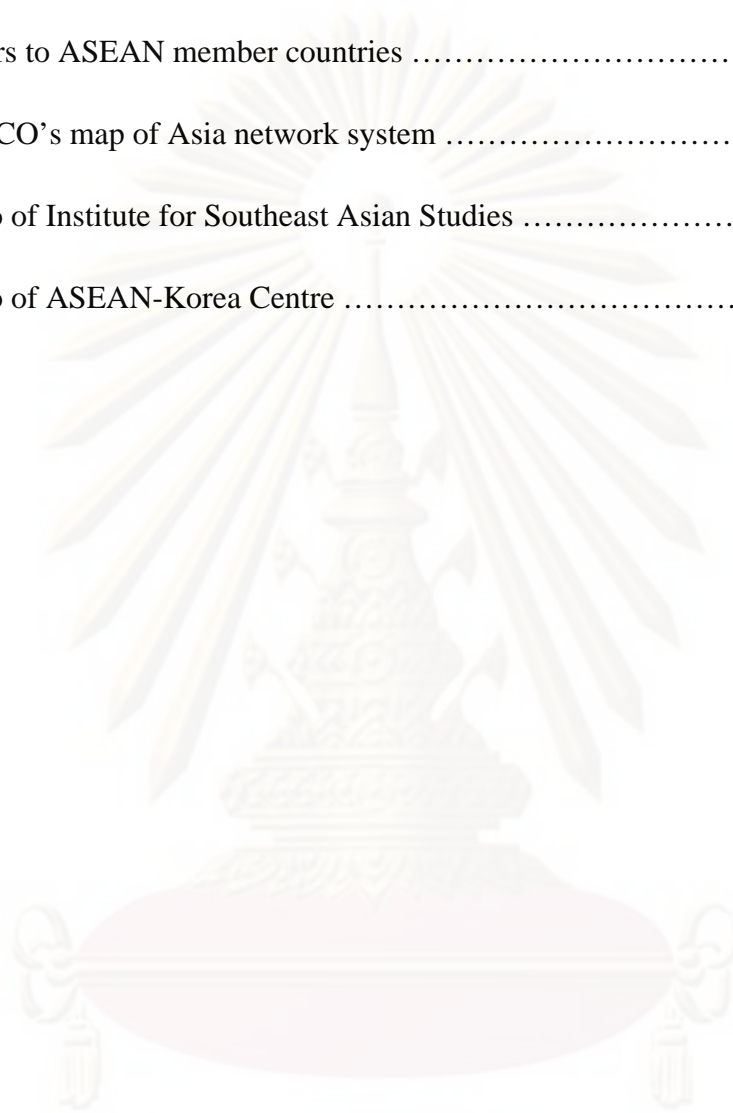 rs to ASEAN member countries ……………………………
CO’s map of Asia network system ………………………
o of Institute for Southeast Asian Studies …………………
o of ASEAN-Korea Centre …………………………………